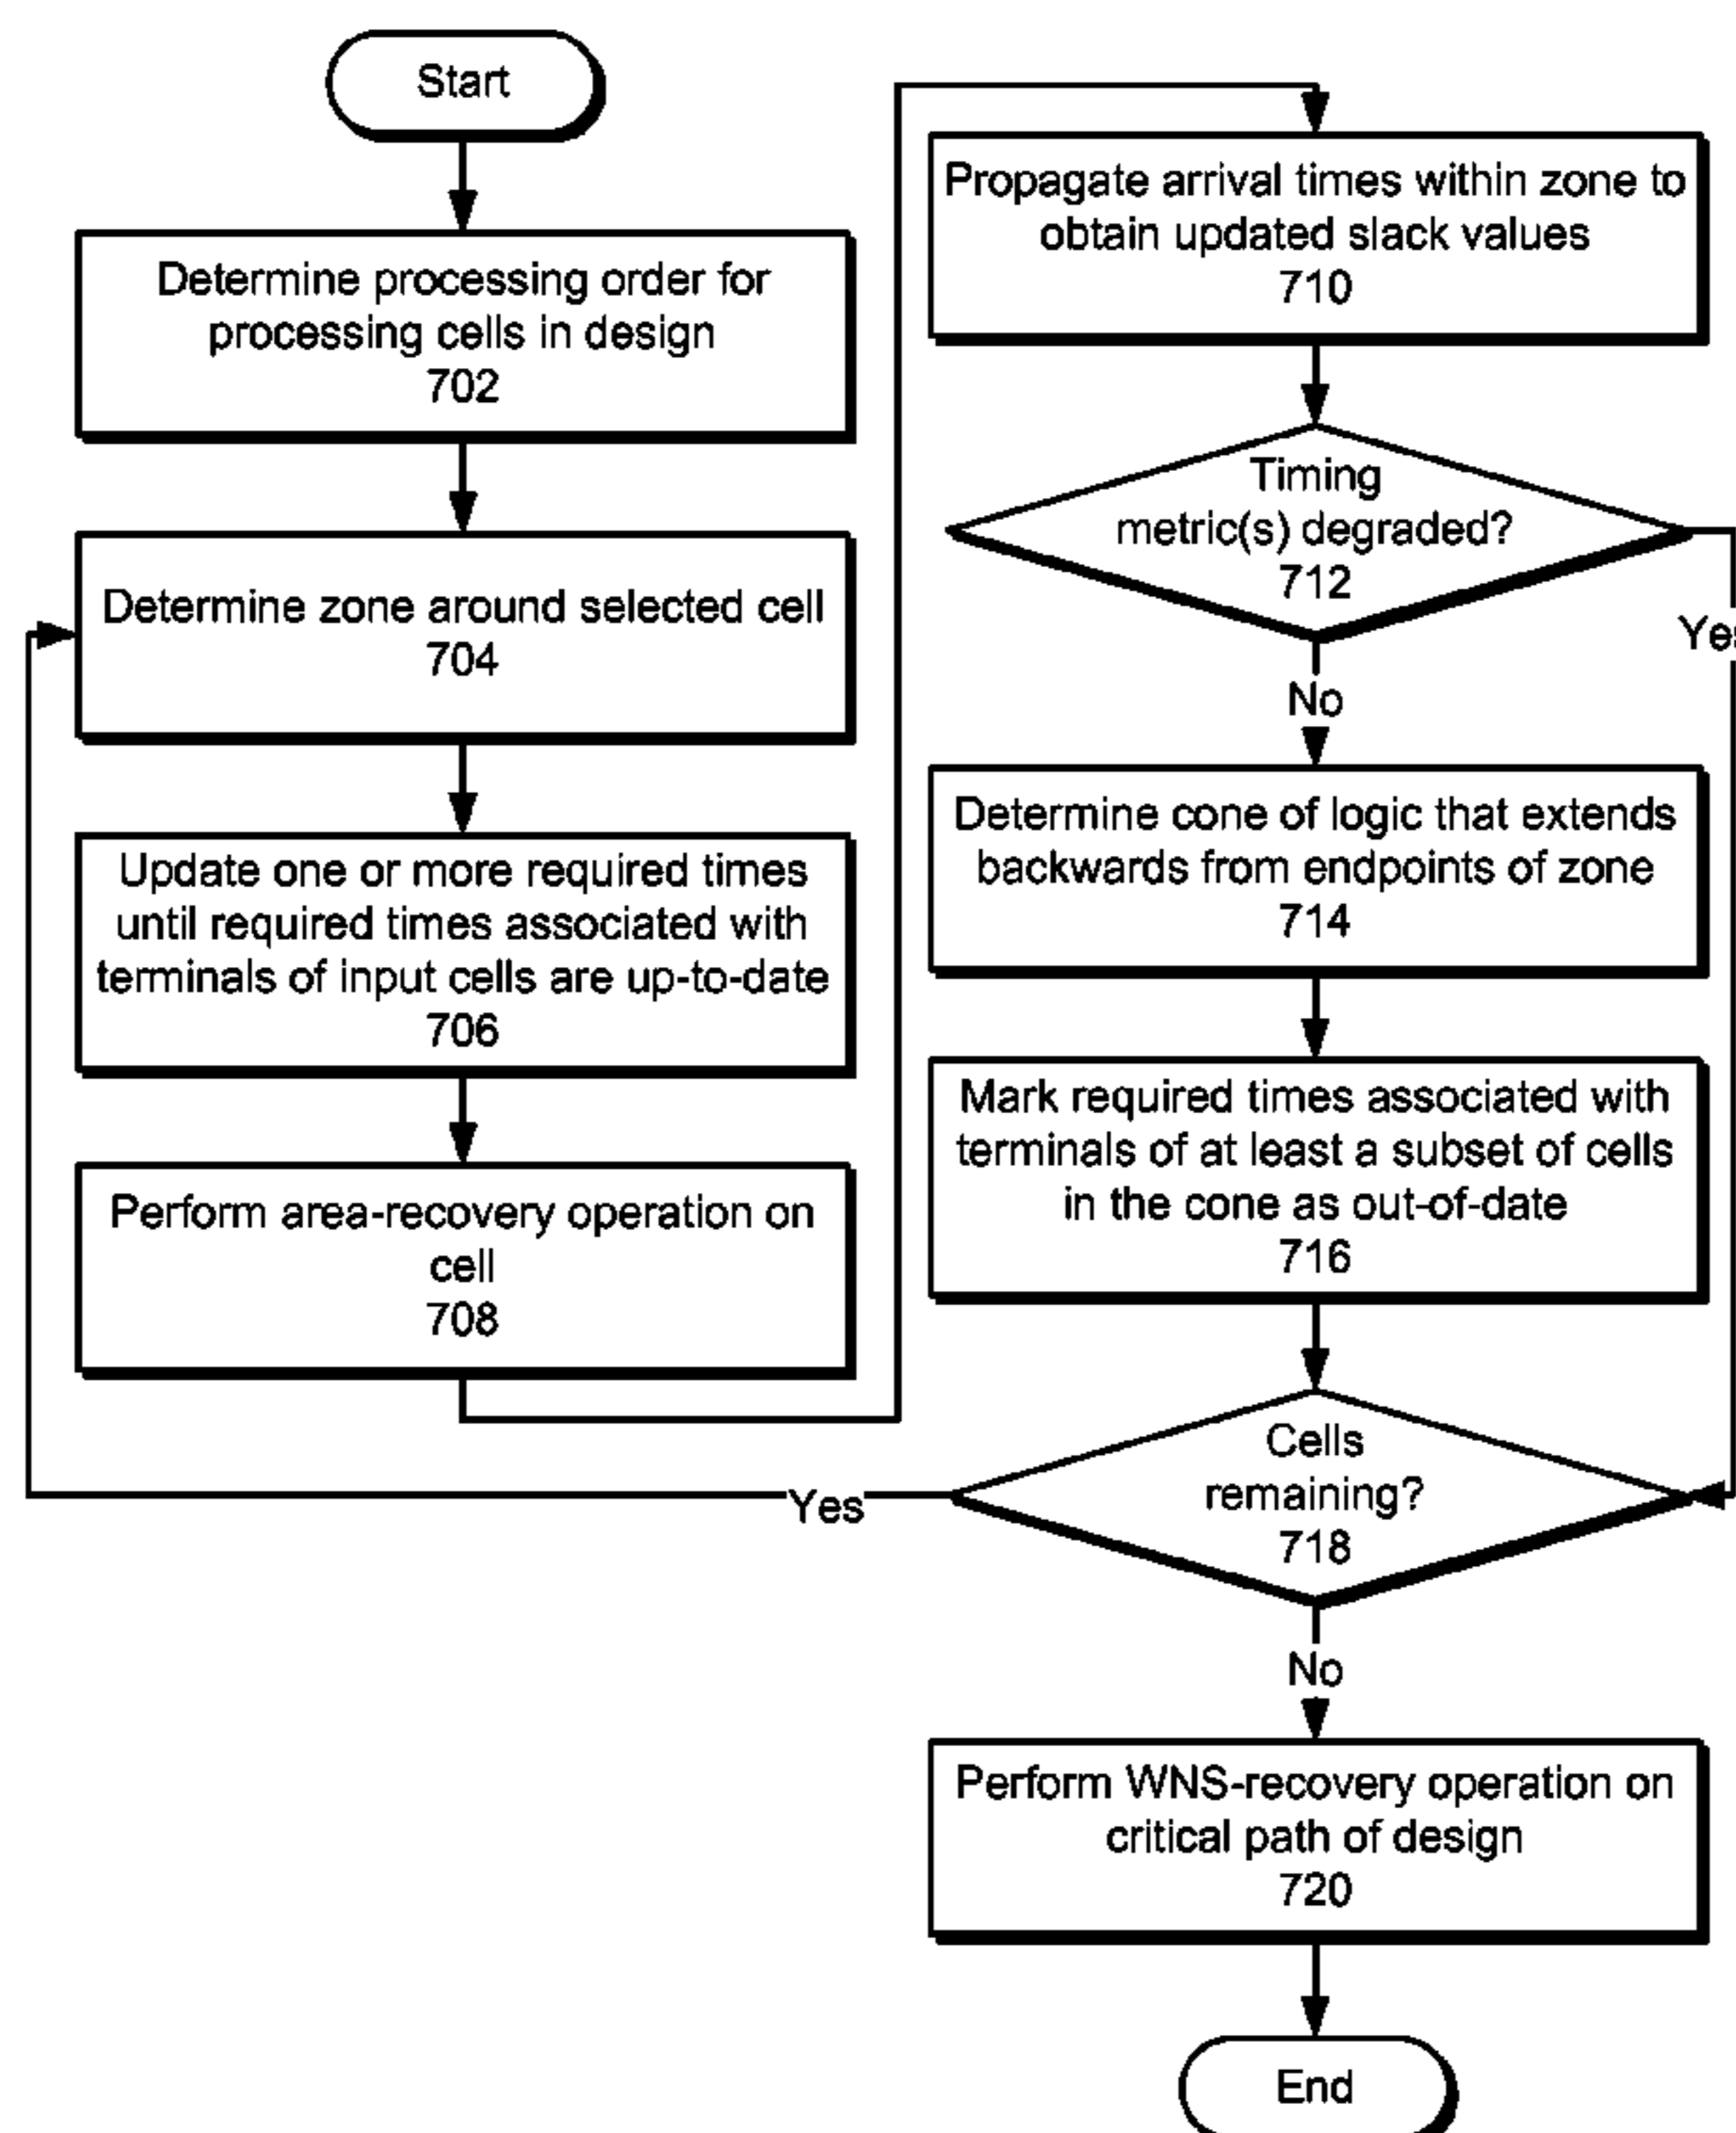 Start
Determine processing order for
processing cells in design
702
Determine zone around selected cell
704
Update one or more required times
until required times associated with
terminals of input cells are up-to-date
706
Perform area-recovery operation on
cell
708
Propagate arrival times within zone to
obtain updated slack values
710
Timing
metric(s) degraded?
712
Yes
No
Determine cone of logic that extends
backwards from endpoints of zone
714
Mark required times associated with
terminals of at least a subset of cells
in the cone as out-of-date
716
Cells
remaining?
718
Yes
No
Perform WNS-recovery operation on
critical path of design
720
End